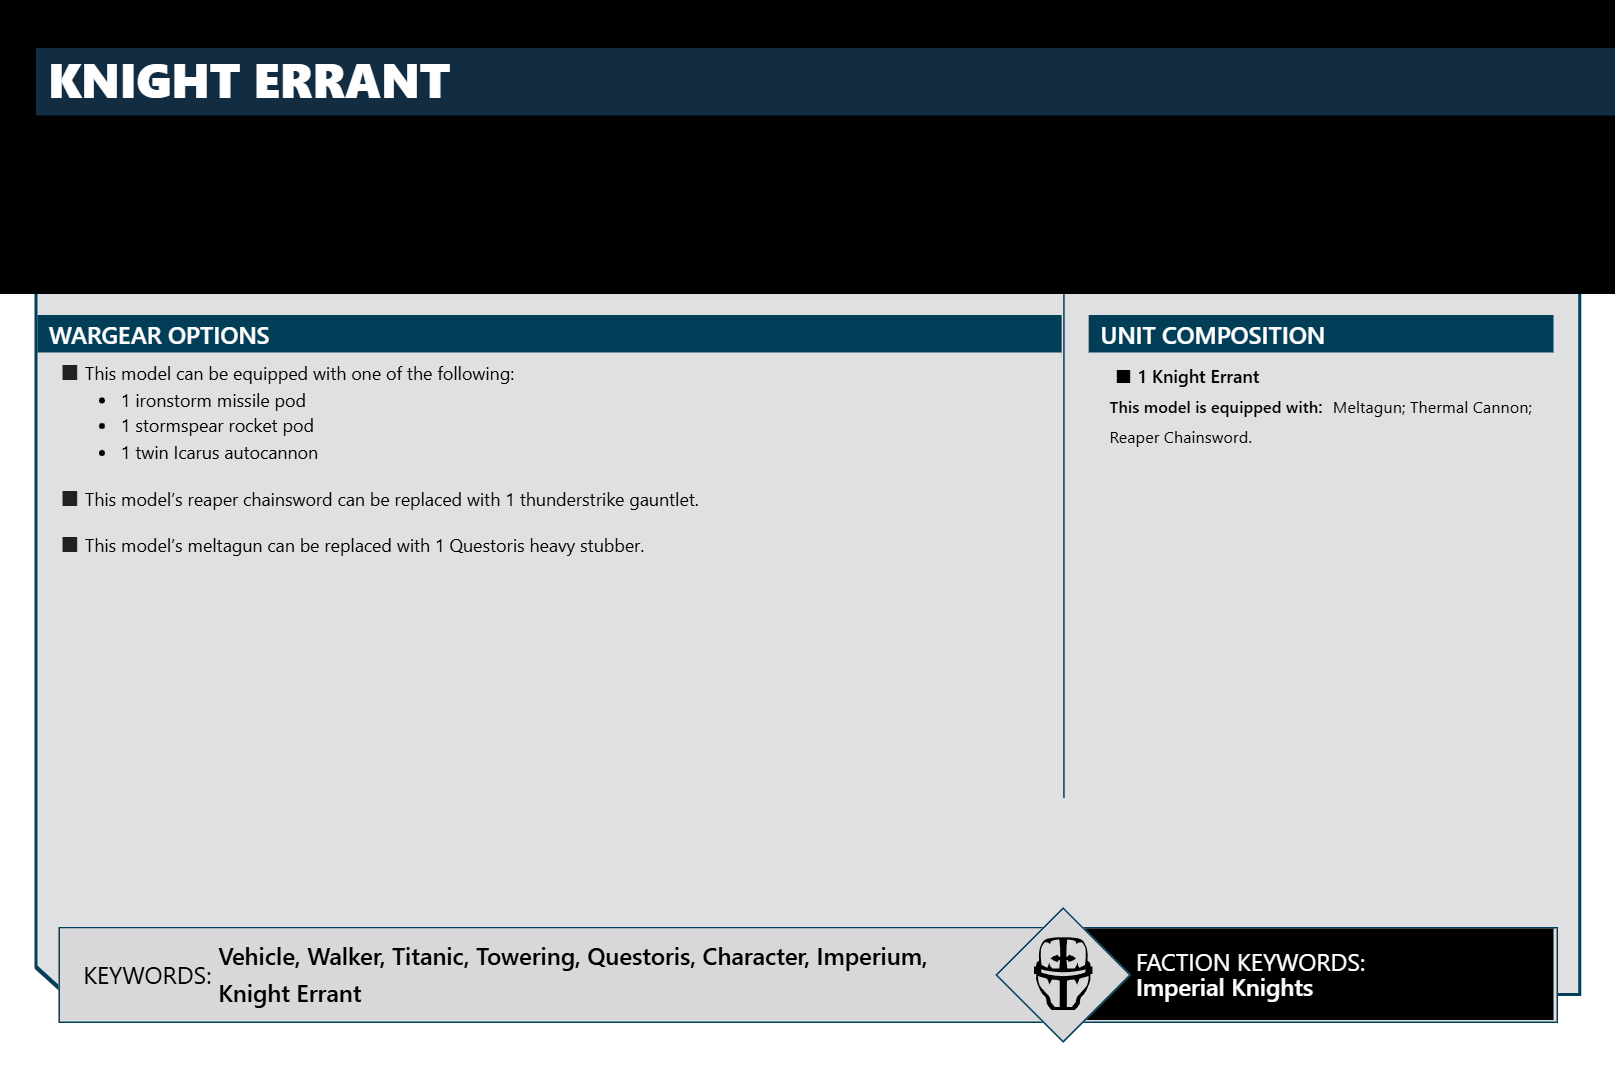 KNIGHT ERRANT
WARGEAR OPTIONS
■ This model can be equipped with one of the following:
• 1 ironstorm missile pod
• 1 stormspear rocket pod
• 1 twin Icarus autocannon
■ This model’s reaper chainsword can be replaced with 1 thunderstrike gauntlet.
■ This model’s meltagun can be replaced with 1 Questoris heavy stubber.
UNIT COMPOSITION
■ 1 Knight Errant
This model is equipped with: Meltagun; Thermal Cannon;
Reaper Chainsword.
KEYWORDS:
Vehicle, Walker, Titanic, Towering, Questoris, Character, Imperium,
Knight Errant
FACTION KEYWORDS:
Imperial Knights